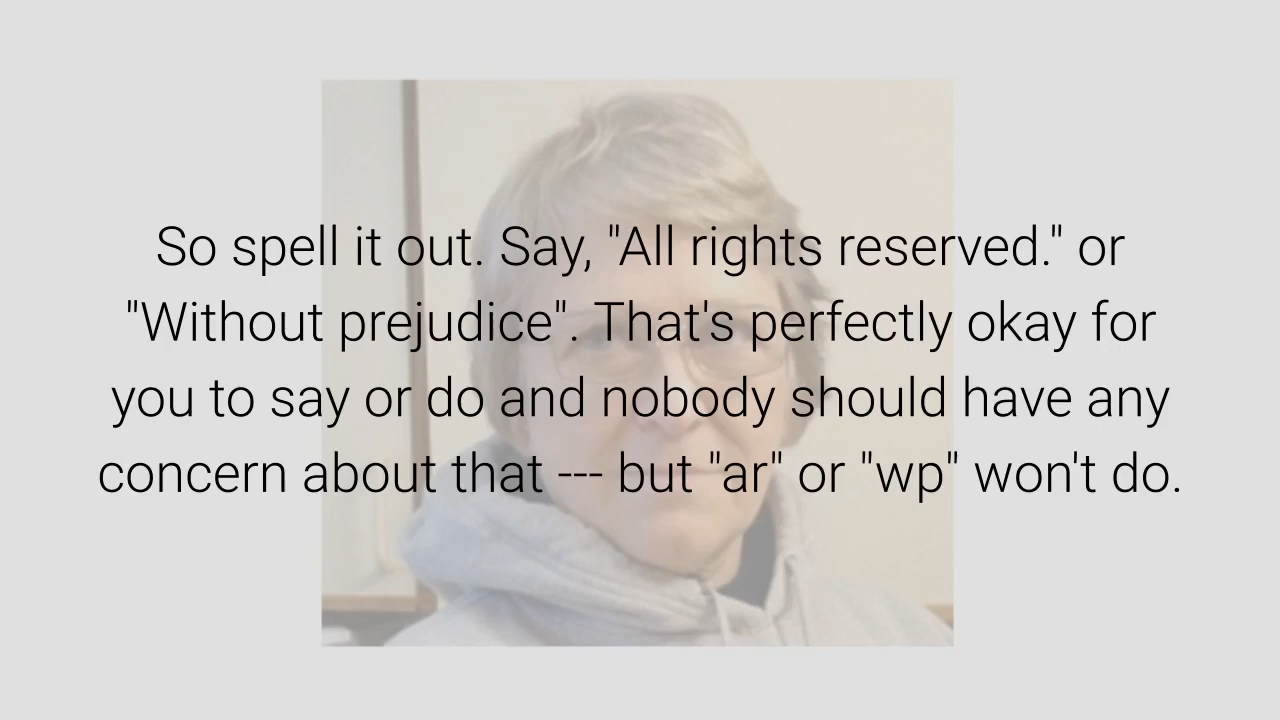 So spell it out. Say, "All rights reserved." or
"Without prejudice". That's perfectly okay for
you to say or do and nobody should have any
concern about that --- but "ar" or "wp" won't do.